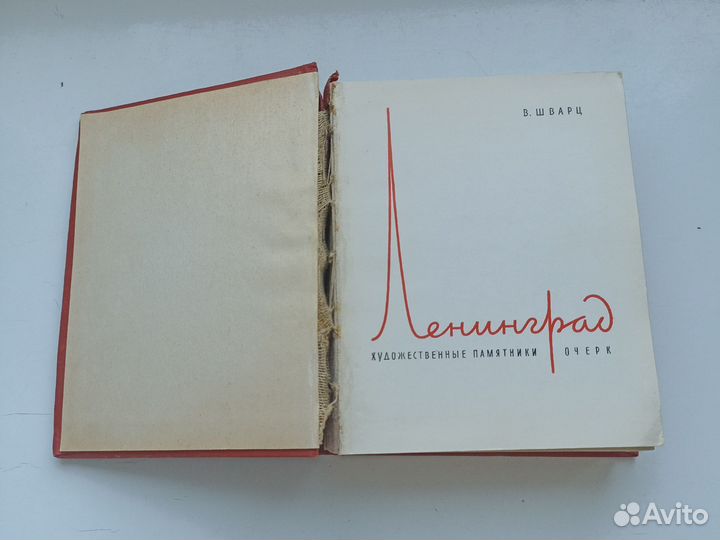 В. ШВАРЦ
Ленинград
ХУДОЖЕСТВЕННЫЕ ПАМЯТНИКИ ОЧЕРК
Avito